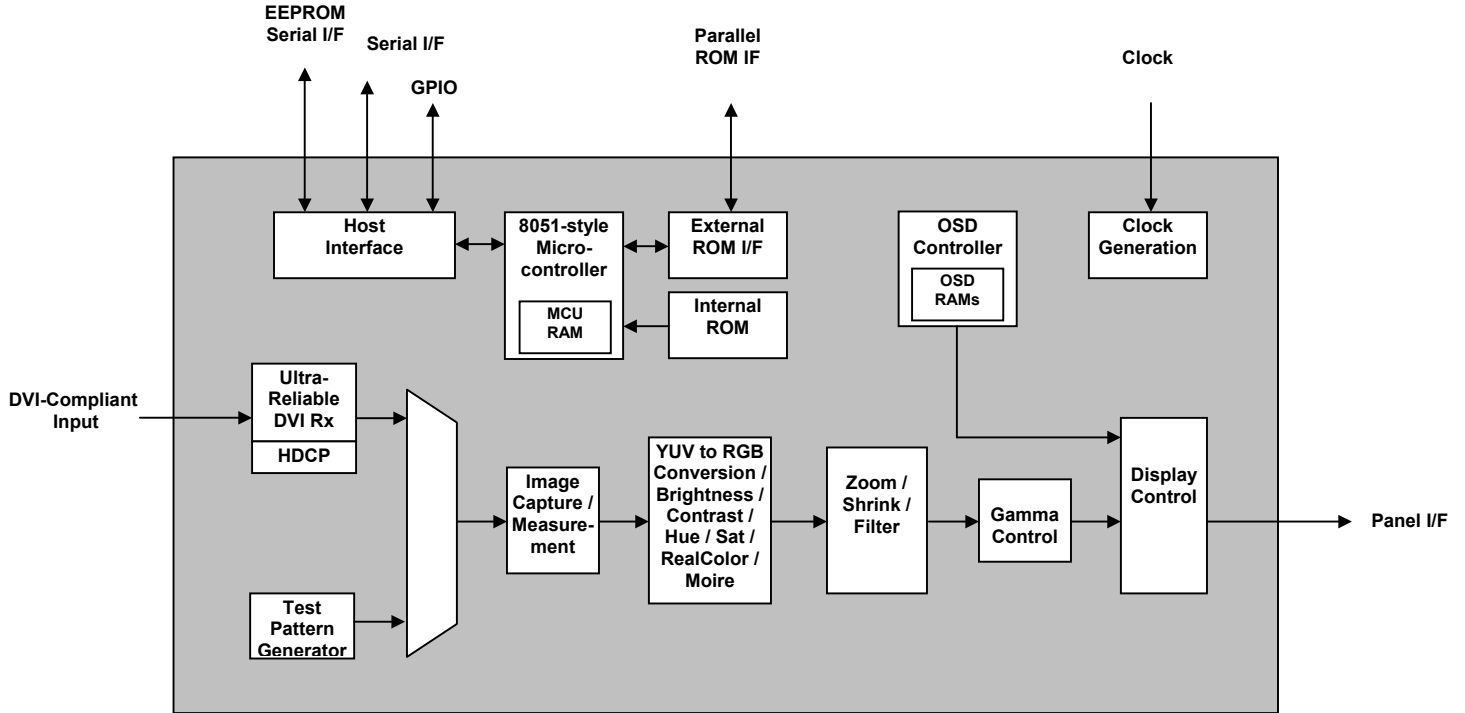 EEPROM
Serial I/F
Serial I/F
GPIO
Parallel
ROM IF
Clock
Host
Interface
8051-style
Micro-
controller
MCU
RAM
External
ROM I/F
Internal
ROM
OSD
Controller
OSD
RAMs
Clock
Generation
DVI-Compliant
Input
Ultra-
Reliable
DVI Rx
HDCP
Test
Pattern
Generator
Image
Capture /
Measure-
ment
YUV to RGB
Conversion /
Brightness /
Contrast /
Hue / Sat /
RealColor /
Moire
Zoom /
Shrink /
Filter
Gamma
Control
Display
Control
Panel I/F